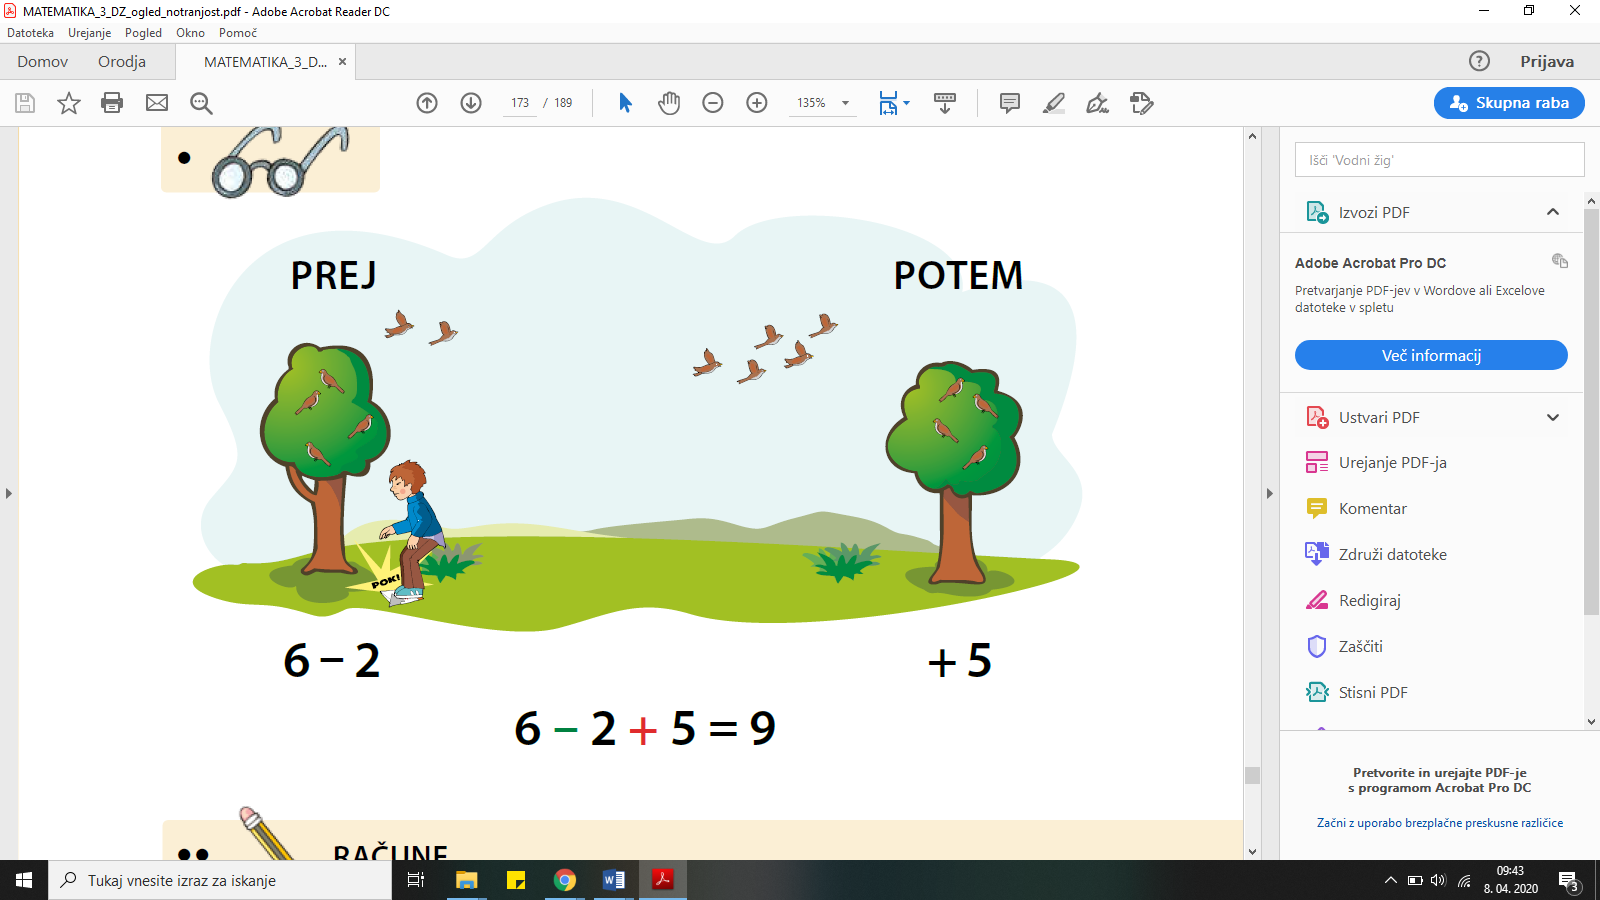 MATEMATIKA_3_DZ_ogled_notranjost.pdf - Adobe Acrobat Reader DC
Datoteka Urejanje Pogled Okno Pomoč
Domov Orodja MATEMATIKA_3_D... × Prijava
173 / 189 135% Skupna raba
Išči 'Vodni žig'
Izvozi PDF
Adobe Acrobat Pro DC
Pretvarjanje PDF-jev v Wordove ali Excelove
datoteke v spletu
Več informacij
Ustvari PDF
Urejanje PDF-ja
Komentar
Združi datoteke
Redigiraj
Zaščiti
Stisni PDF
Pretvorite in urejajte PDF-je
s programom Acrobat Pro DC
Začni z uporabo brezplačne preskusne različice
PREJ POTEM
POK!
6 – 2 + 5
6 – 2 + 5 = 9
RAČUNE
Tukaj vnesite izraz za iskanje
09:43
8. 04. 2020
3